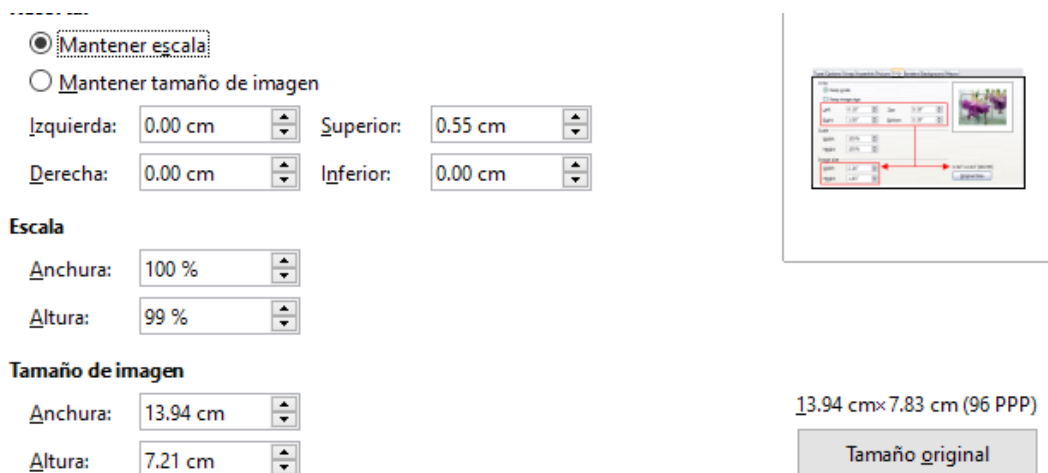 Mantener escala
Mantener tamaño de imagen
Izquierda: 0.00 cm Superior: 0.55 cm
Derecha: 0.00 cm Inferior: 0.00 cm
Escala
Anchura: 100 %
Altura: 99 %
Tamaño de imagen
Anchura: 13.94 cm
13.94 cm×7.83 cm (96 PPP)
Altura: 7.21 cm
Tamaño original